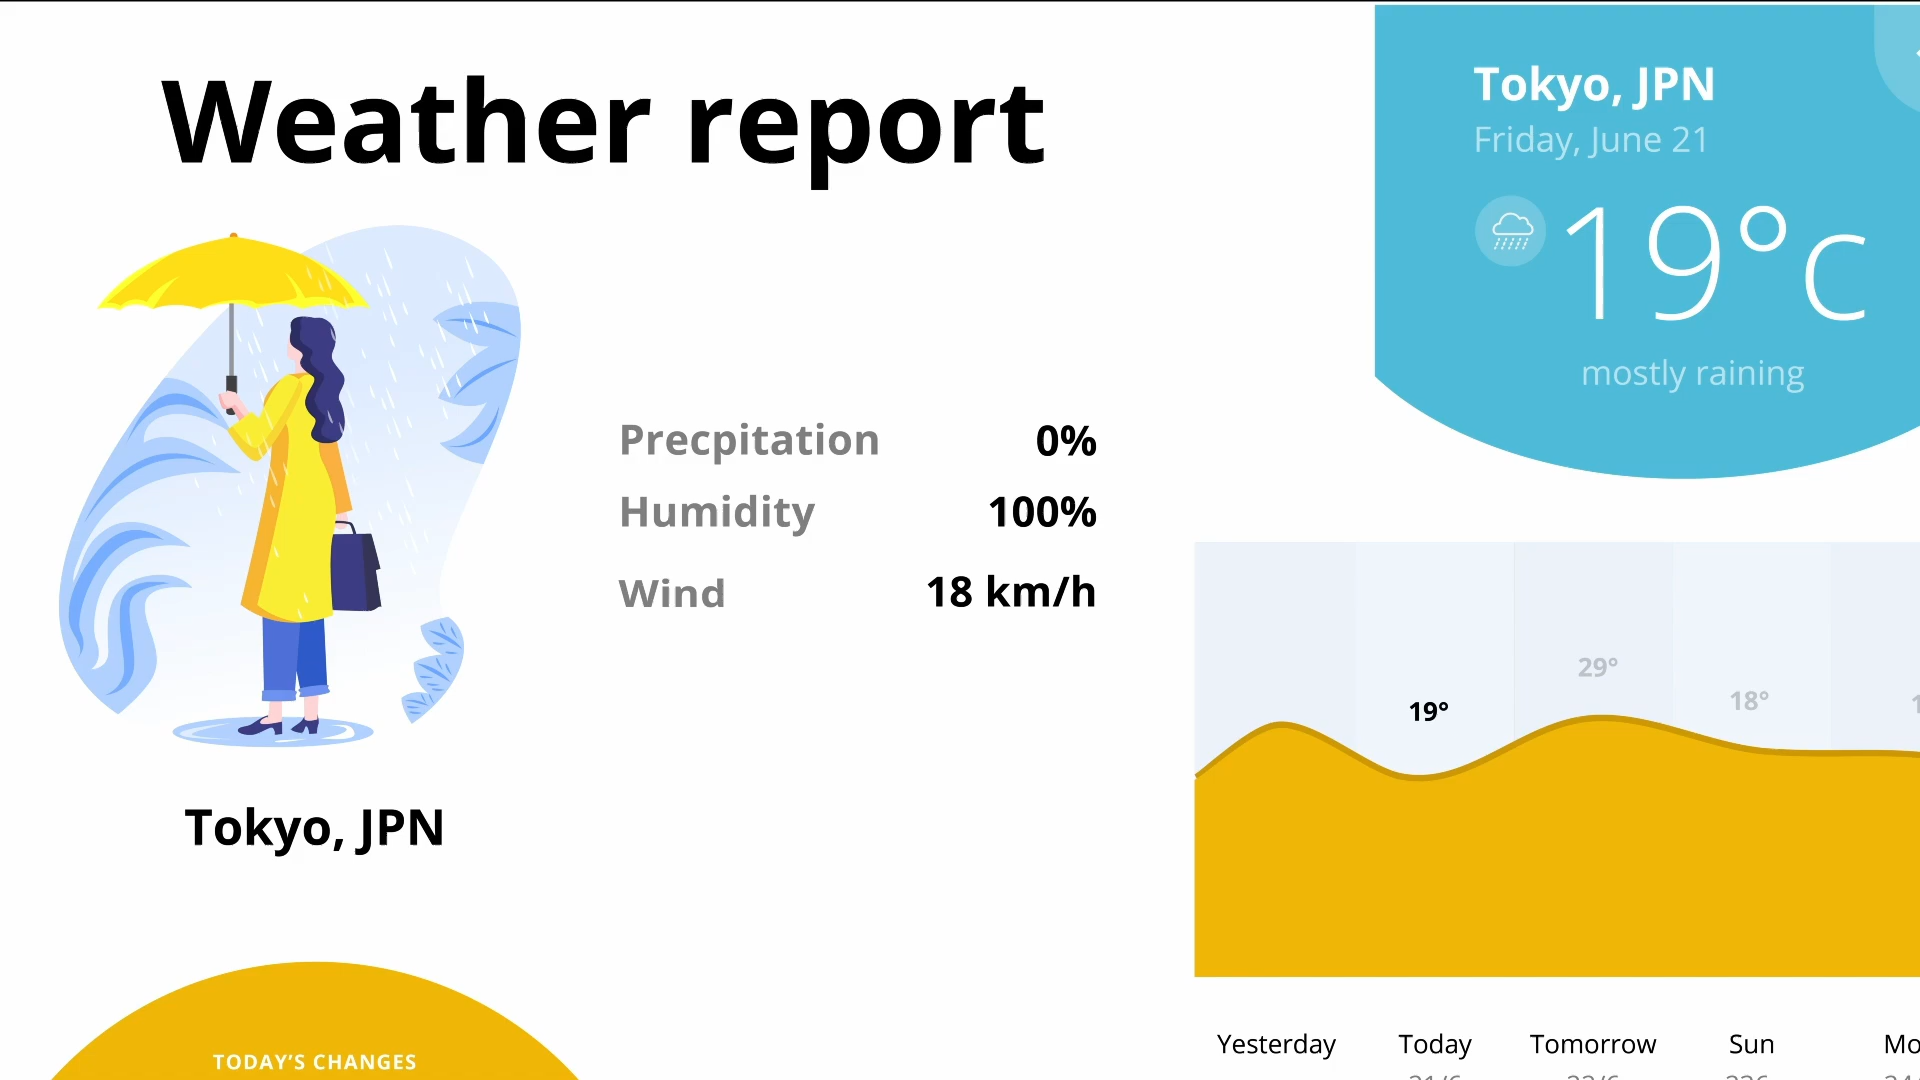 Weather report
Tokyo, JPN
Friday, June 21
19°c
mostly raining
Precpitation 0%
Humidity 100%
Wind 18 km/h
19°
29°
18°
Tokyo, JPN
TODAY’S CHANGES
Yesterday Today Tomorrow Sun